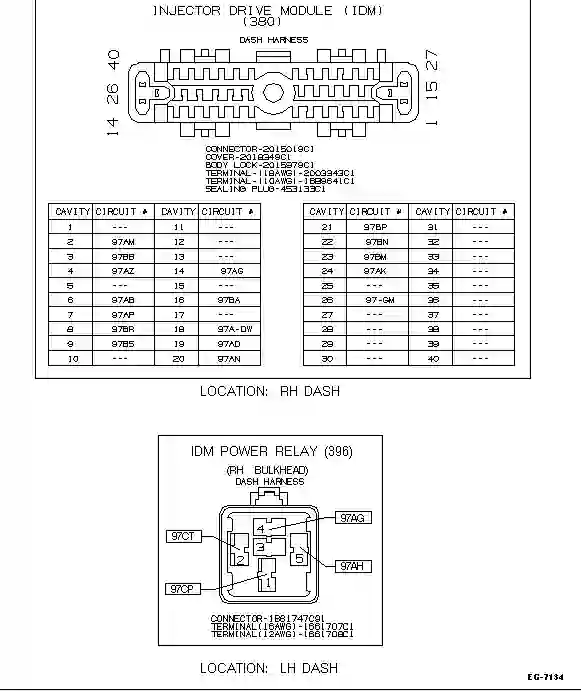 INJECTOR DRIVE MODULE (IDM)
(380)
DASH HARNESS
40 27
26 15
14 1
CONNECTOR-2015019C1
COVER-2018349C1
BODY LOCK-2015979C1
TERMINAL-(18AWG)-2003343C1
TERMINAL-(10AWG)-1889641C1
SEALING PLUG-453133C1
CAVITY CIRCUIT # CAVITY CIRCUIT # CAVITY CIRCUIT # CAVITY CIRCUIT #
1 --- 11 --- 21 97BP 31 ---
2 97AM 12 --- 22 97BN 32 ---
3 97BB 13 --- 23 97BM 33 ---
4 97AZ 14 97AG 24 97AK 34 ---
5 --- 15 --- 25 --- 35 ---
6 97AB 16 97BA 26 97-GM 36 ---
7 97AP 17 --- 27 --- 37 ---
8 97BR 18 97A-DW 28 --- 38 ---
9 97BS 19 97AD 29 --- 39 ---
10 --- 20 97AN 30 --- 40 ---
LOCATION: RH DASH
IDM POWER RELAY (396)
(RH BULKHEAD)
DASH HARNESS
97AG
4
97CT
3
2 5
97AH
97CP
1
CONNECTOR-1661747C91
TERMINAL(16AWG)-1661707C1
TERMINAL(12AWG)-1661708C1
LOCATION: LH DASH
EG-7134